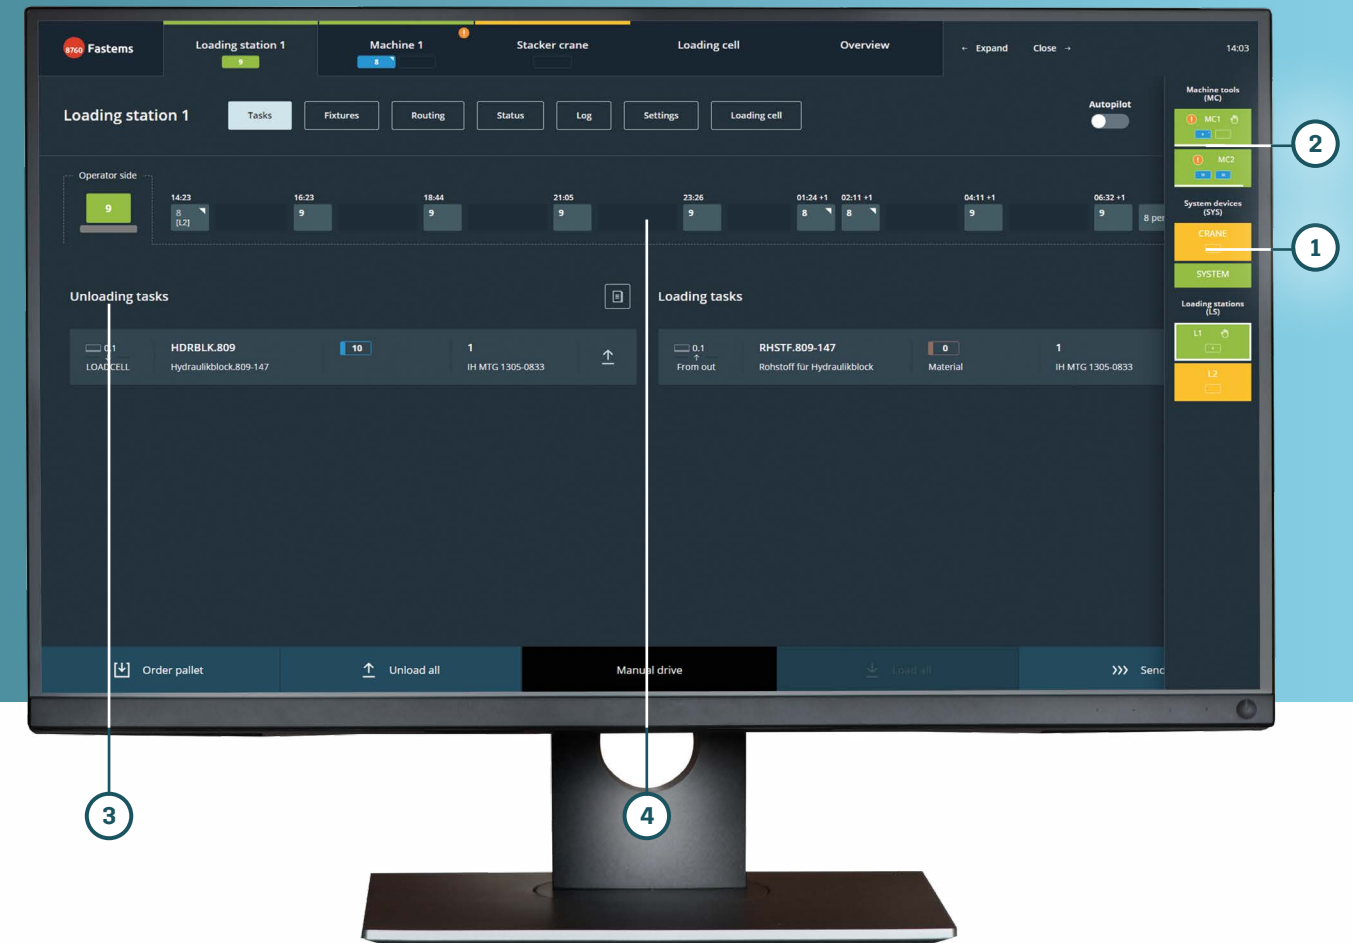 8760 Fastems
Loading station 1
9
Machine 1
8
Stacker crane
Loading cell
Overview
← Expand
Close →
14:03
Loading station 1
Tasks
Fixtures
Routing
Status
Log
Settings
Loading cell
Autopilot
Machine tools
(MC)
! MC1
! MC2
System devices
(SYS)
CRANE
SYSTEM
Loading stations
(LS)
L1
L2
Operator side
9
14:23
8
[L2]
16:23
9
18:44
9
21:05
9
23:26
9
01:24 +1
8
02:11 +1
8
04:11 +1
9
06:32 +1
9
8 per
Unloading tasks
0.1
LOADCELL
HDRBLK.809
Hydraulikblock.809-147
10
1
IH MTG 1305-0833
Loading tasks
0.1
From out
RHSTF.809-147
Rohstoff für Hydraulikblock
0
Material
1
IH MTG 1305-0833
Order pallet
Unload all
Manual drive
Load all
>>> Send
2
1
3
4